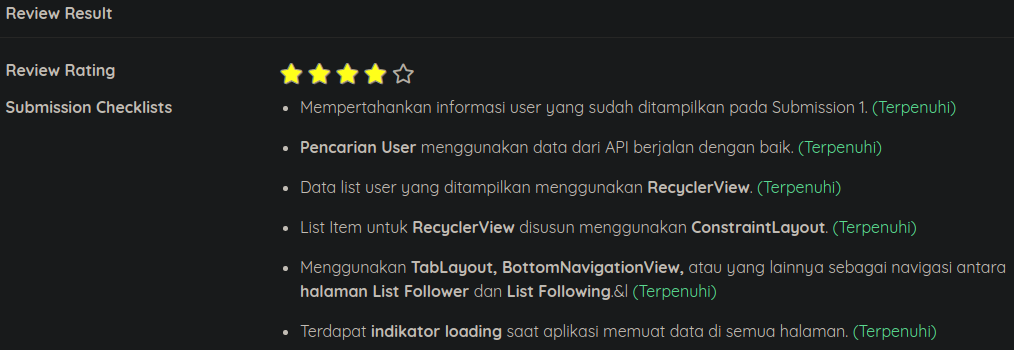 Review Result
Review Rating
Submission Checklists
Mempertahankan informasi user yang sudah ditampilkan pada Submission 1. (Terpenuhi)
Pencarian User menggunakan data dari API berjalan dengan baik. (Terpenuhi)
Data list user yang ditampilkan menggunakan RecyclerView. (Terpenuhi)
List Item untuk RecyclerView disusun menggunakan ConstraintLayout. (Terpenuhi)
Menggunakan TabLayout, BottomNavigationView, atau yang lainnya sebagai navigasi antara
halaman List Follower dan List Following.&l (Terpenuhi)
Terdapat indikator loading saat aplikasi memuat data di semua halaman. (Terpenuhi)